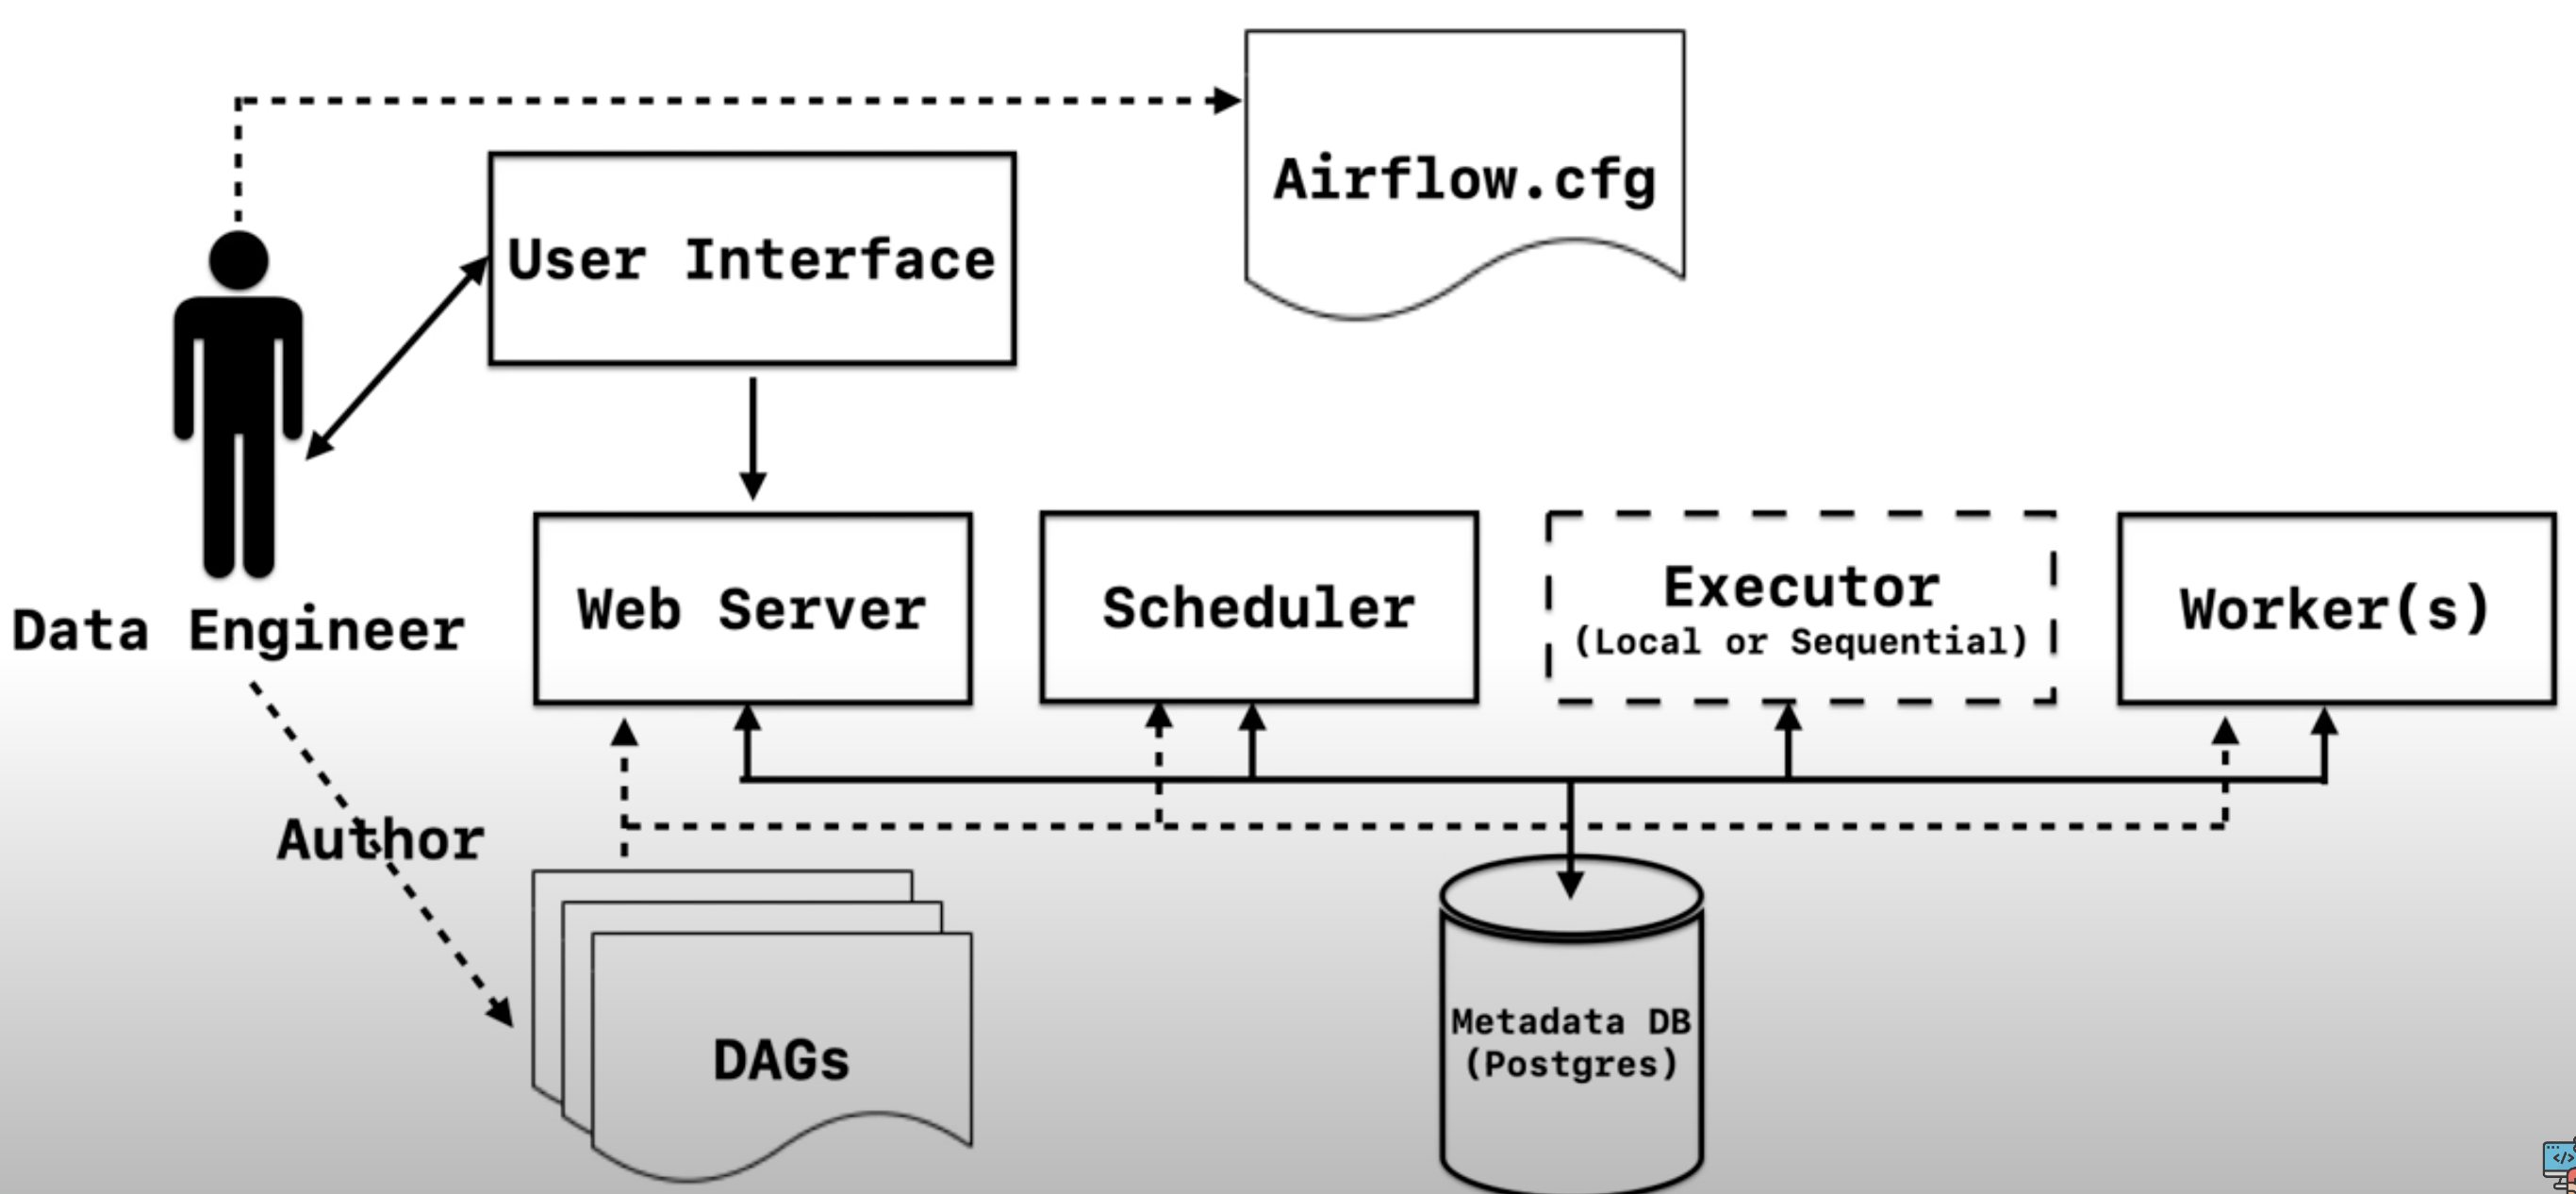 Airflow.cfg
User Interface
Data Engineer
Web Server
Scheduler
Executor
(Local or Sequential)
Worker(s)
Author
DAGs
Metadata DB
(Postgres)
</>